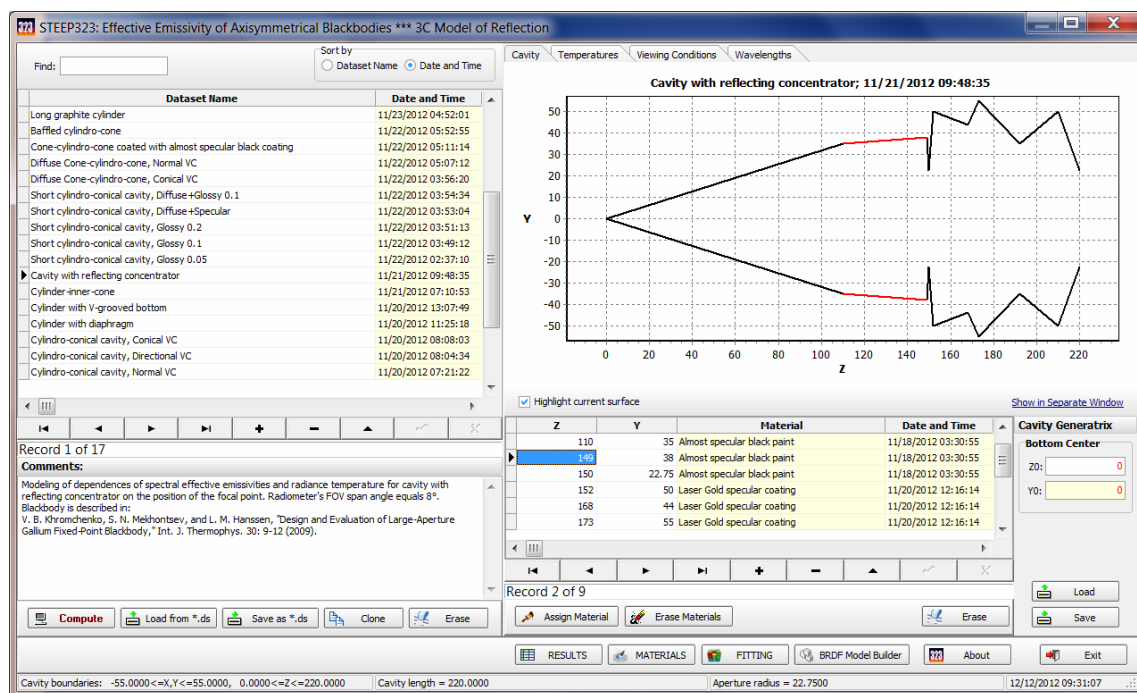 323 STEEP323: Effective Emissivity of Axisymmetrical Blackbodies *** 3C Model of Reflection
Find:
Sort by
Dataset Name Date and Time
Dataset Name Date and Time
Long graphite cylinder 11/23/2012 04:52:01
Baffled cylindro-cone 11/22/2012 05:52:55
Cone-cylindro-cone coated with almost specular black coating 11/22/2012 05:11:14
Diffuse Cone-cylindro-cone, Normal VC 11/22/2012 05:07:12
Diffuse Cone-cylindro-cone, Conical VC 11/22/2012 03:56:20
Short cylindro-conical cavity, Diffuse+Glossy 0.1 11/22/2012 03:54:34
Short cylindro-conical cavity, Diffuse+Specular 11/22/2012 03:53:04
Short cylindro-conical cavity, Glossy 0.2 11/22/2012 03:51:13
Short cylindro-conical cavity, Glossy 0.1 11/22/2012 03:49:12
Short cylindro-conical cavity, Glossy 0.05 11/22/2012 02:37:10
Cavity with reflecting concentrator 11/21/2012 09:48:35
Cylinder-inner-cone 11/21/2012 07:10:53
Cylinder with V-grooved bottom 11/20/2012 13:07:49
Cylinder with diaphragm 11/20/2012 11:25:18
Cylindro-conical cavity, Conical VC 11/20/2012 08:08:03
Cylindro-conical cavity, Directional VC 11/20/2012 08:04:34
Cylindro-conical cavity, Normal VC 11/20/2012 07:21:22
Record 1 of 17
Comments:
Modeling of dependences of spectral effective emissivities and radiance temperature for cavity with
reflecting concentrator on the position of the focal point. Radiometer's FOV span angle equals 8°.
Blackbody is described in:
V. B. Khromchenko, S. N. Mekhontsev, and L. M. Hanssen, "Design and Evaluation of Large-Aperture
Gallium Fixed-Point Blackbody," Int. J. Thermophys. 30: 9-12 (2009).
Compute Load from *.ds Save as *.ds Clone Erase
Cavity Temperatures Viewing Conditions Wavelengths
Cavity with reflecting concentrator; 11/21/2012 09:48:35
50
40
30
20
10
Y 0
-10
-20
-30
-40
-50
0 20 40 60 80 100 120 140 160 180 200 220
Z
Highlight current surface
Show in Separate Window
Z Y Material Date and Time
110 35 Almost specular black paint 11/18/2012 03:30:55
149 38 Almost specular black paint 11/18/2012 03:30:55
150 22.75 Almost specular black paint 11/18/2012 03:30:55
152 50 Laser Gold specular coating 11/20/2012 12:16:14
168 44 Laser Gold specular coating 11/20/2012 12:16:14
173 55 Laser Gold specular coating 11/20/2012 12:16:14
Record 2 of 9
Assign Material Erase Materials Erase
Cavity Generatrix
Bottom Center
Z0: 0
Y0: 0
Load
Save
RESULTS MATERIALS FITTING BRDF Model Builder 323 About Exit
Cavity boundaries: -55.0000<=X,Y<=55.0000, 0.0000<=Z<=220.0000 Cavity length = 220.0000 Aperture radius = 22.7500 12/12/2012 09:31:07